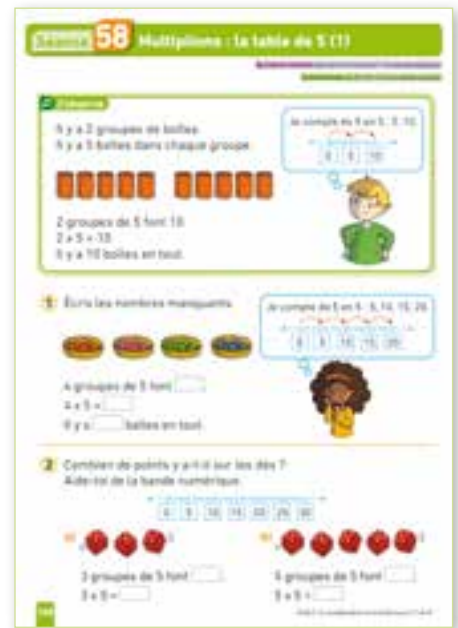 Séance 58 Multiplions : la table de 5 (1)
J'observe
Il y a 2 groupes de boîtes.
Il y a 5 boîtes dans chaque groupe.
Je compte de 5 en 5 : 5, 10.
0 5 10
2 groupes de 5 font 10.
2 x 5 = 10
Il y a 10 boîtes en tout.
1 Écris les nombres manquants.
Je compte de 5 en 5 : 5, 10, 15, 20.
0 5 10 15 20
4 groupes de 5 font
4 x 5 =
Il y a balles en tout.
2 Combien de points y a-t-il sur les dés ?
Aide-toi de la bande numérique.
0 5 10 15 20 25 30
a) b)
3 groupes de 5 font
5 groupes de 5 font
3 x 5 =
5 x 5 =